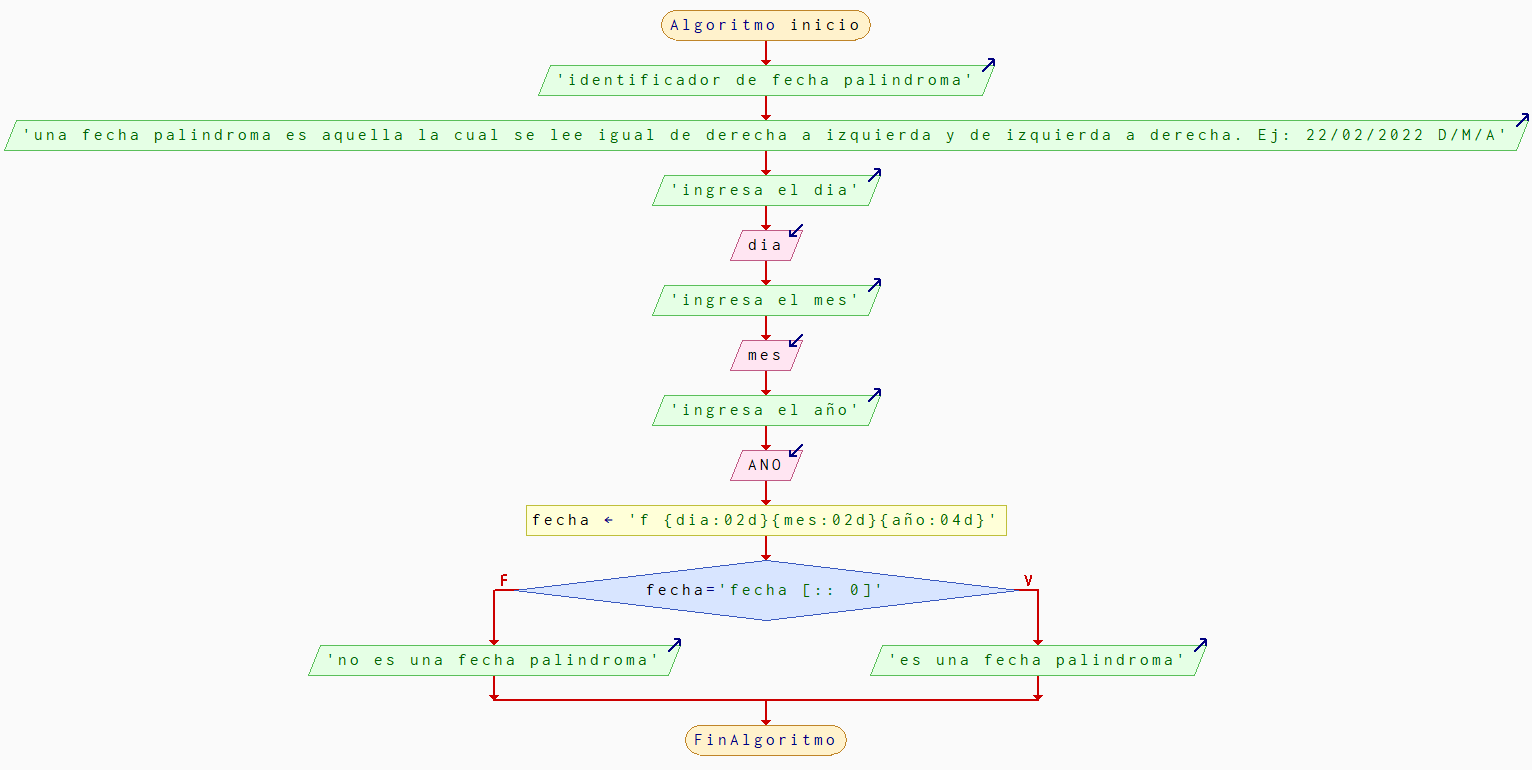 Algoritmo inicio
'identificador de fecha palindroma'
'una fecha palindroma es aquella la cual se lee igual de derecha a izquierda y de izquierda a derecha. Ej: 22/02/2022 D/M/A'
'ingresa el dia'
dia
'ingresa el mes'
mes
'ingresa el año'
ANO
fecha ← 'f {dia:02d}{mes:02d}{año:04d}'
F
V
fecha='fecha [:: 0]'
'no es una fecha palindroma'
'es una fecha palindroma'
FinAlgoritmo